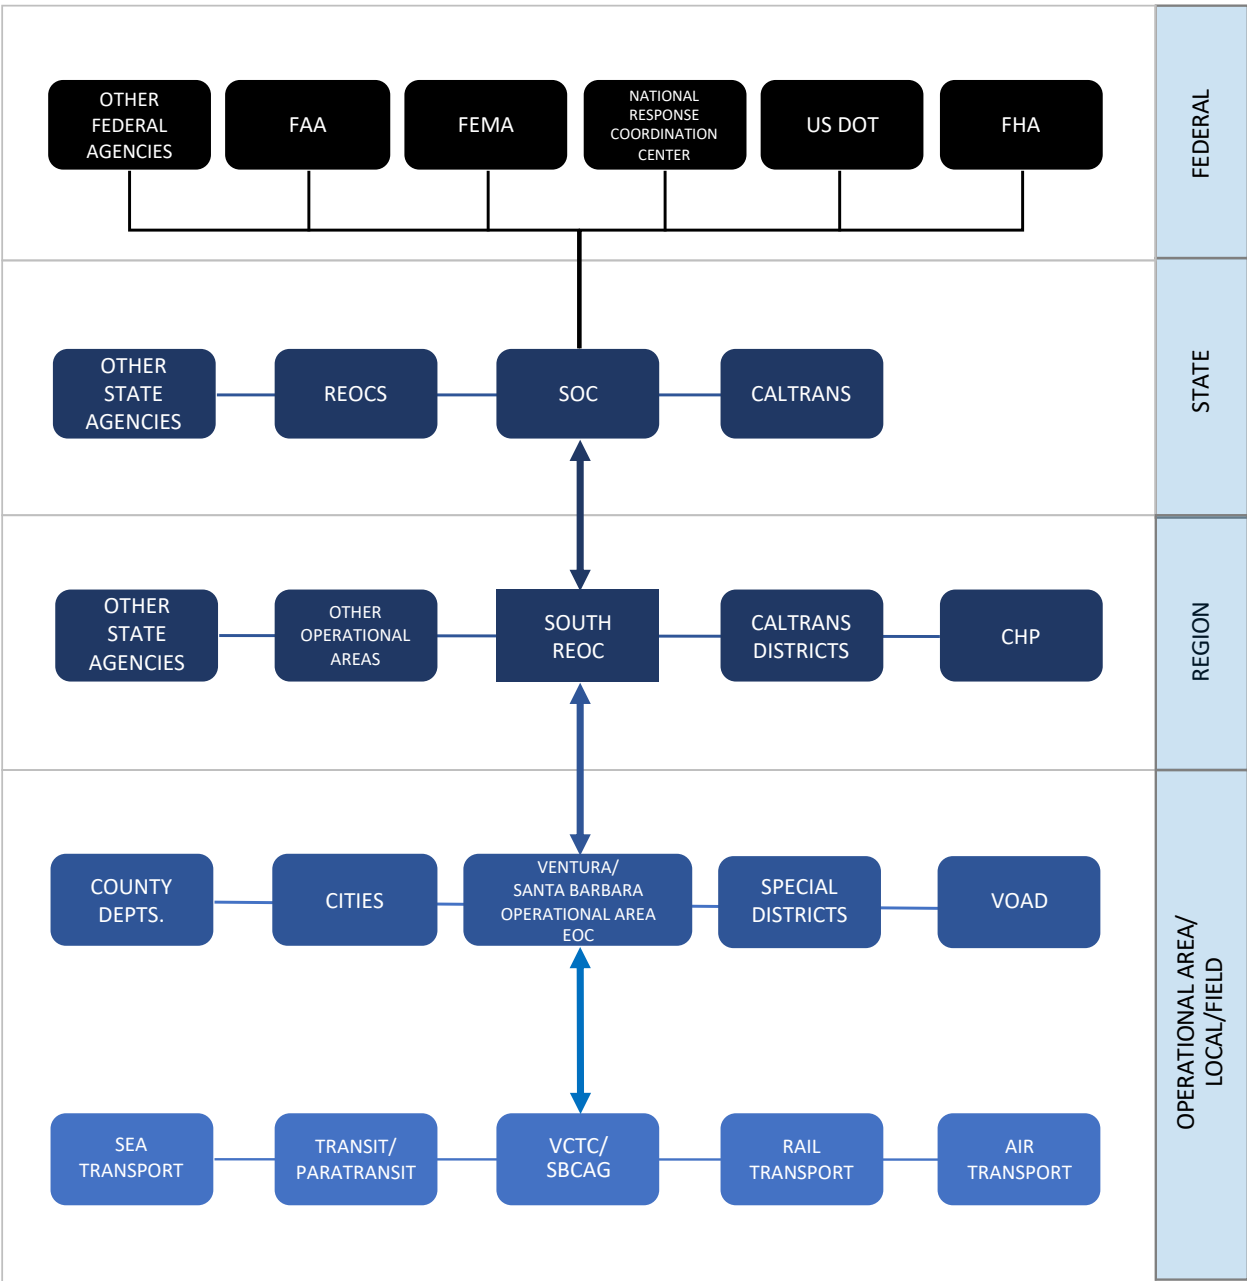 OTHER
FEDERAL
AGENCIES
FAA
FEMA
NATIONAL
RESPONSE
COORDINATION
CENTER
US DOT
FHA
FEDERAL
OTHER
STATE
AGENCIES
REOCS
SOC
CALTRANS
STATE
OTHER
STATE
AGENCIES
OTHER
OPERATIONAL
AREAS
SOUTH
REOC
CALTRANS
DISTRICTS
CHP
REGION
COUNTY
DEPTS.
CITIES
VENTURA/
SANTA BARBARA
OPERATIONAL AREA
EOC
SPECIAL
DISTRICTS
VOAD
OPERATIONAL AREA/
LOCAL/FIELD
SEA
TRANSPORT
TRANSIT/
PARATRANSIT
VCTC/
SBCAG
RAIL
TRANSPORT
AIR
TRANSPORT